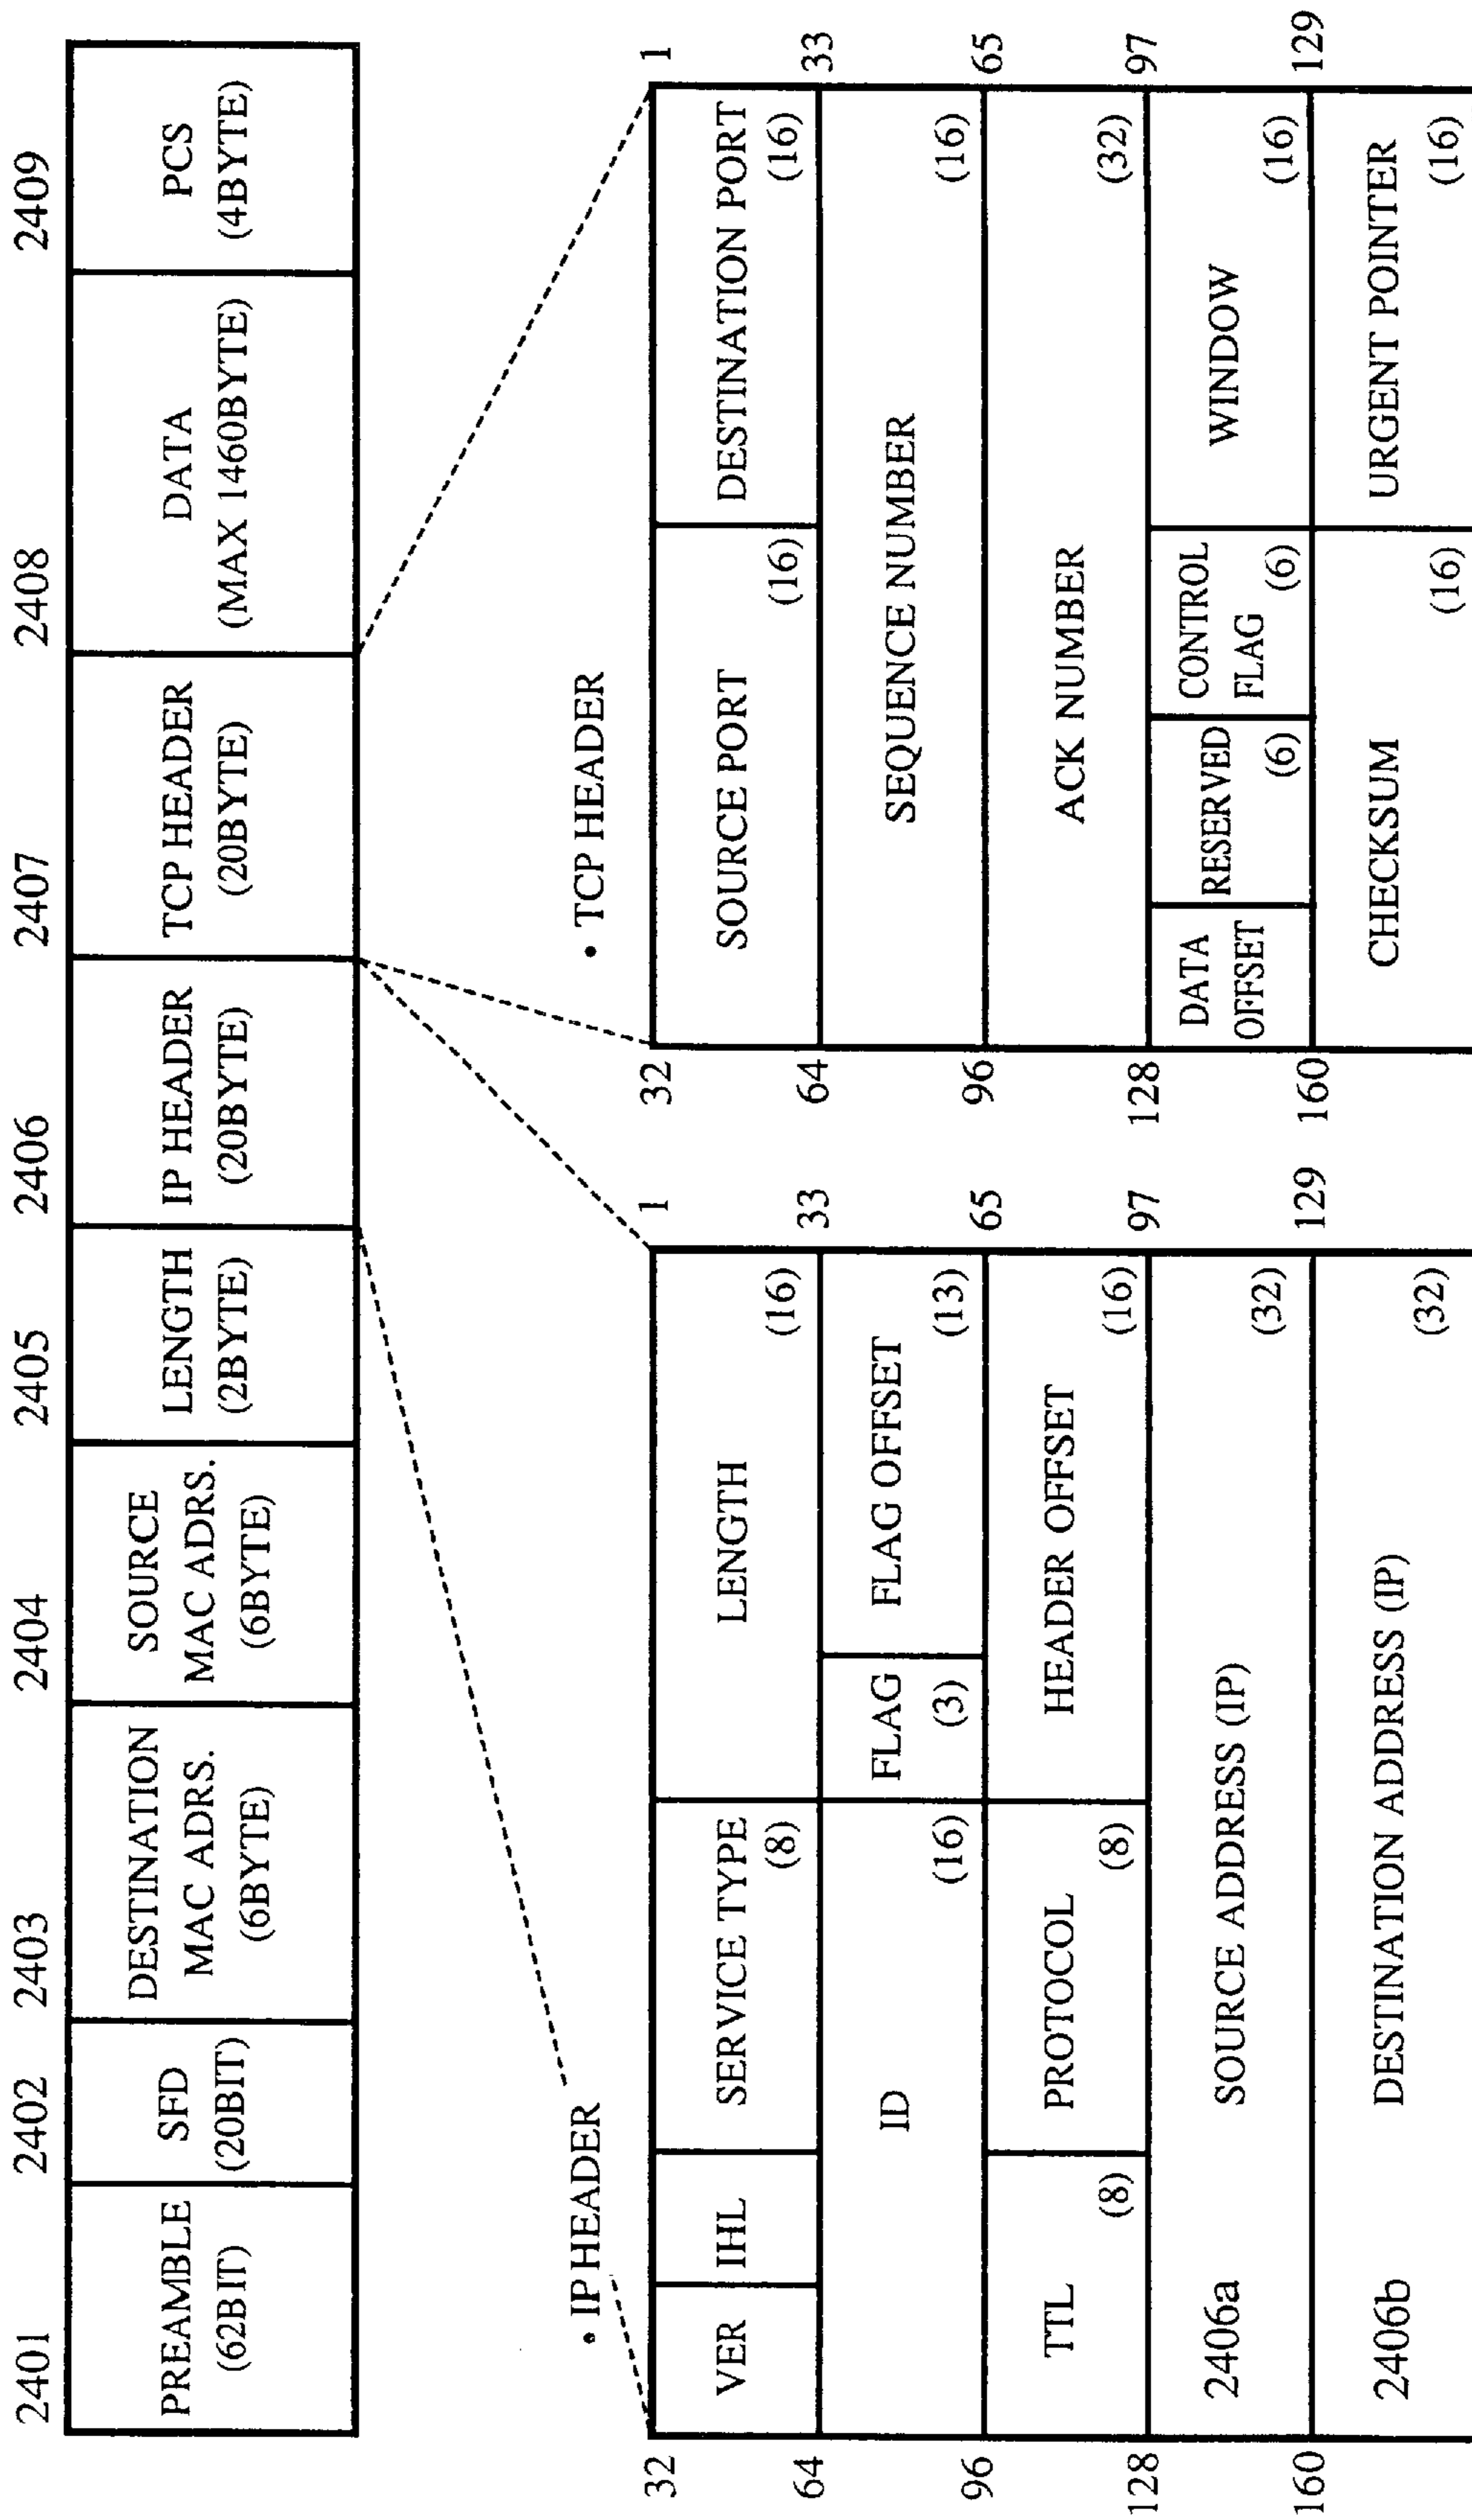 2401 2402 2403 2404 2405 2406 2407 2408 2409
PREAMBLE
(62BIT)
SFD
(20BIT)
DESTINATION
MAC ADRS.
(6BYTE)
SOURCE
MAC ADRS.
(6BYTE)
LENGTH
(2BYTE)
IP HEADER
(20BYTE)
TCP HEADER
(20BYTE)
DATA
(MAX 1460BYTE)
PCS
(4BYTE)
• IP HEADER
32 1
VER IHL SERVICE TYPE LENGTH
(8) (16)
64 33
ID FLAG FLAG OFFSET
(16) (3) (13)
96 65
TTL PROTOCOL HEADER OFFSET
(8) (8) (16)
128 97
2406a SOURCE ADDRESS (IP)
(32)
160 129
2406b DESTINATION ADDRESS (IP)
(32)
• TCP HEADER
32 1
SOURCE PORT DESTINATION PORT
(16) (16)
64 33
SEQUENCE NUMBER
(16)
96 65
ACK NUMBER
(32)
128 97
DATA
OFFSET
RESERVED
(6)
CONTROL
FLAG (6)
WINDOW
(16)
160 129
CHECKSUM URGENT POINTER
(16) (16)